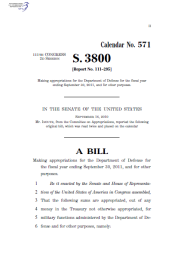 II
Calendar No. 571
111TH CONGRESS
2D SESSION
S. 3800
[Report No. 111–295]
Making appropriations for the Department of Defense for the fiscal year
ending September 30, 2011, and for other purposes.
IN THE SENATE OF THE UNITED STATES
SEPTEMBER 16, 2010
Mr. INOUYE, from the Committee on Appropriations, reported the following
original bill; which was read twice and placed on the calendar
A BILL
Making appropriations for the Department of Defense for
the fiscal year ending September 30, 2011, and for other
purposes.
1 Be it enacted by the Senate and House of Representa-
2 tives of the United States of America in Congress assembled,
3 That the following sums are appropriated, out of any
4 money in the Treasury not otherwise appropriated, for
5 military functions administered by the Department of De-
6 fense and for other purposes, namely: